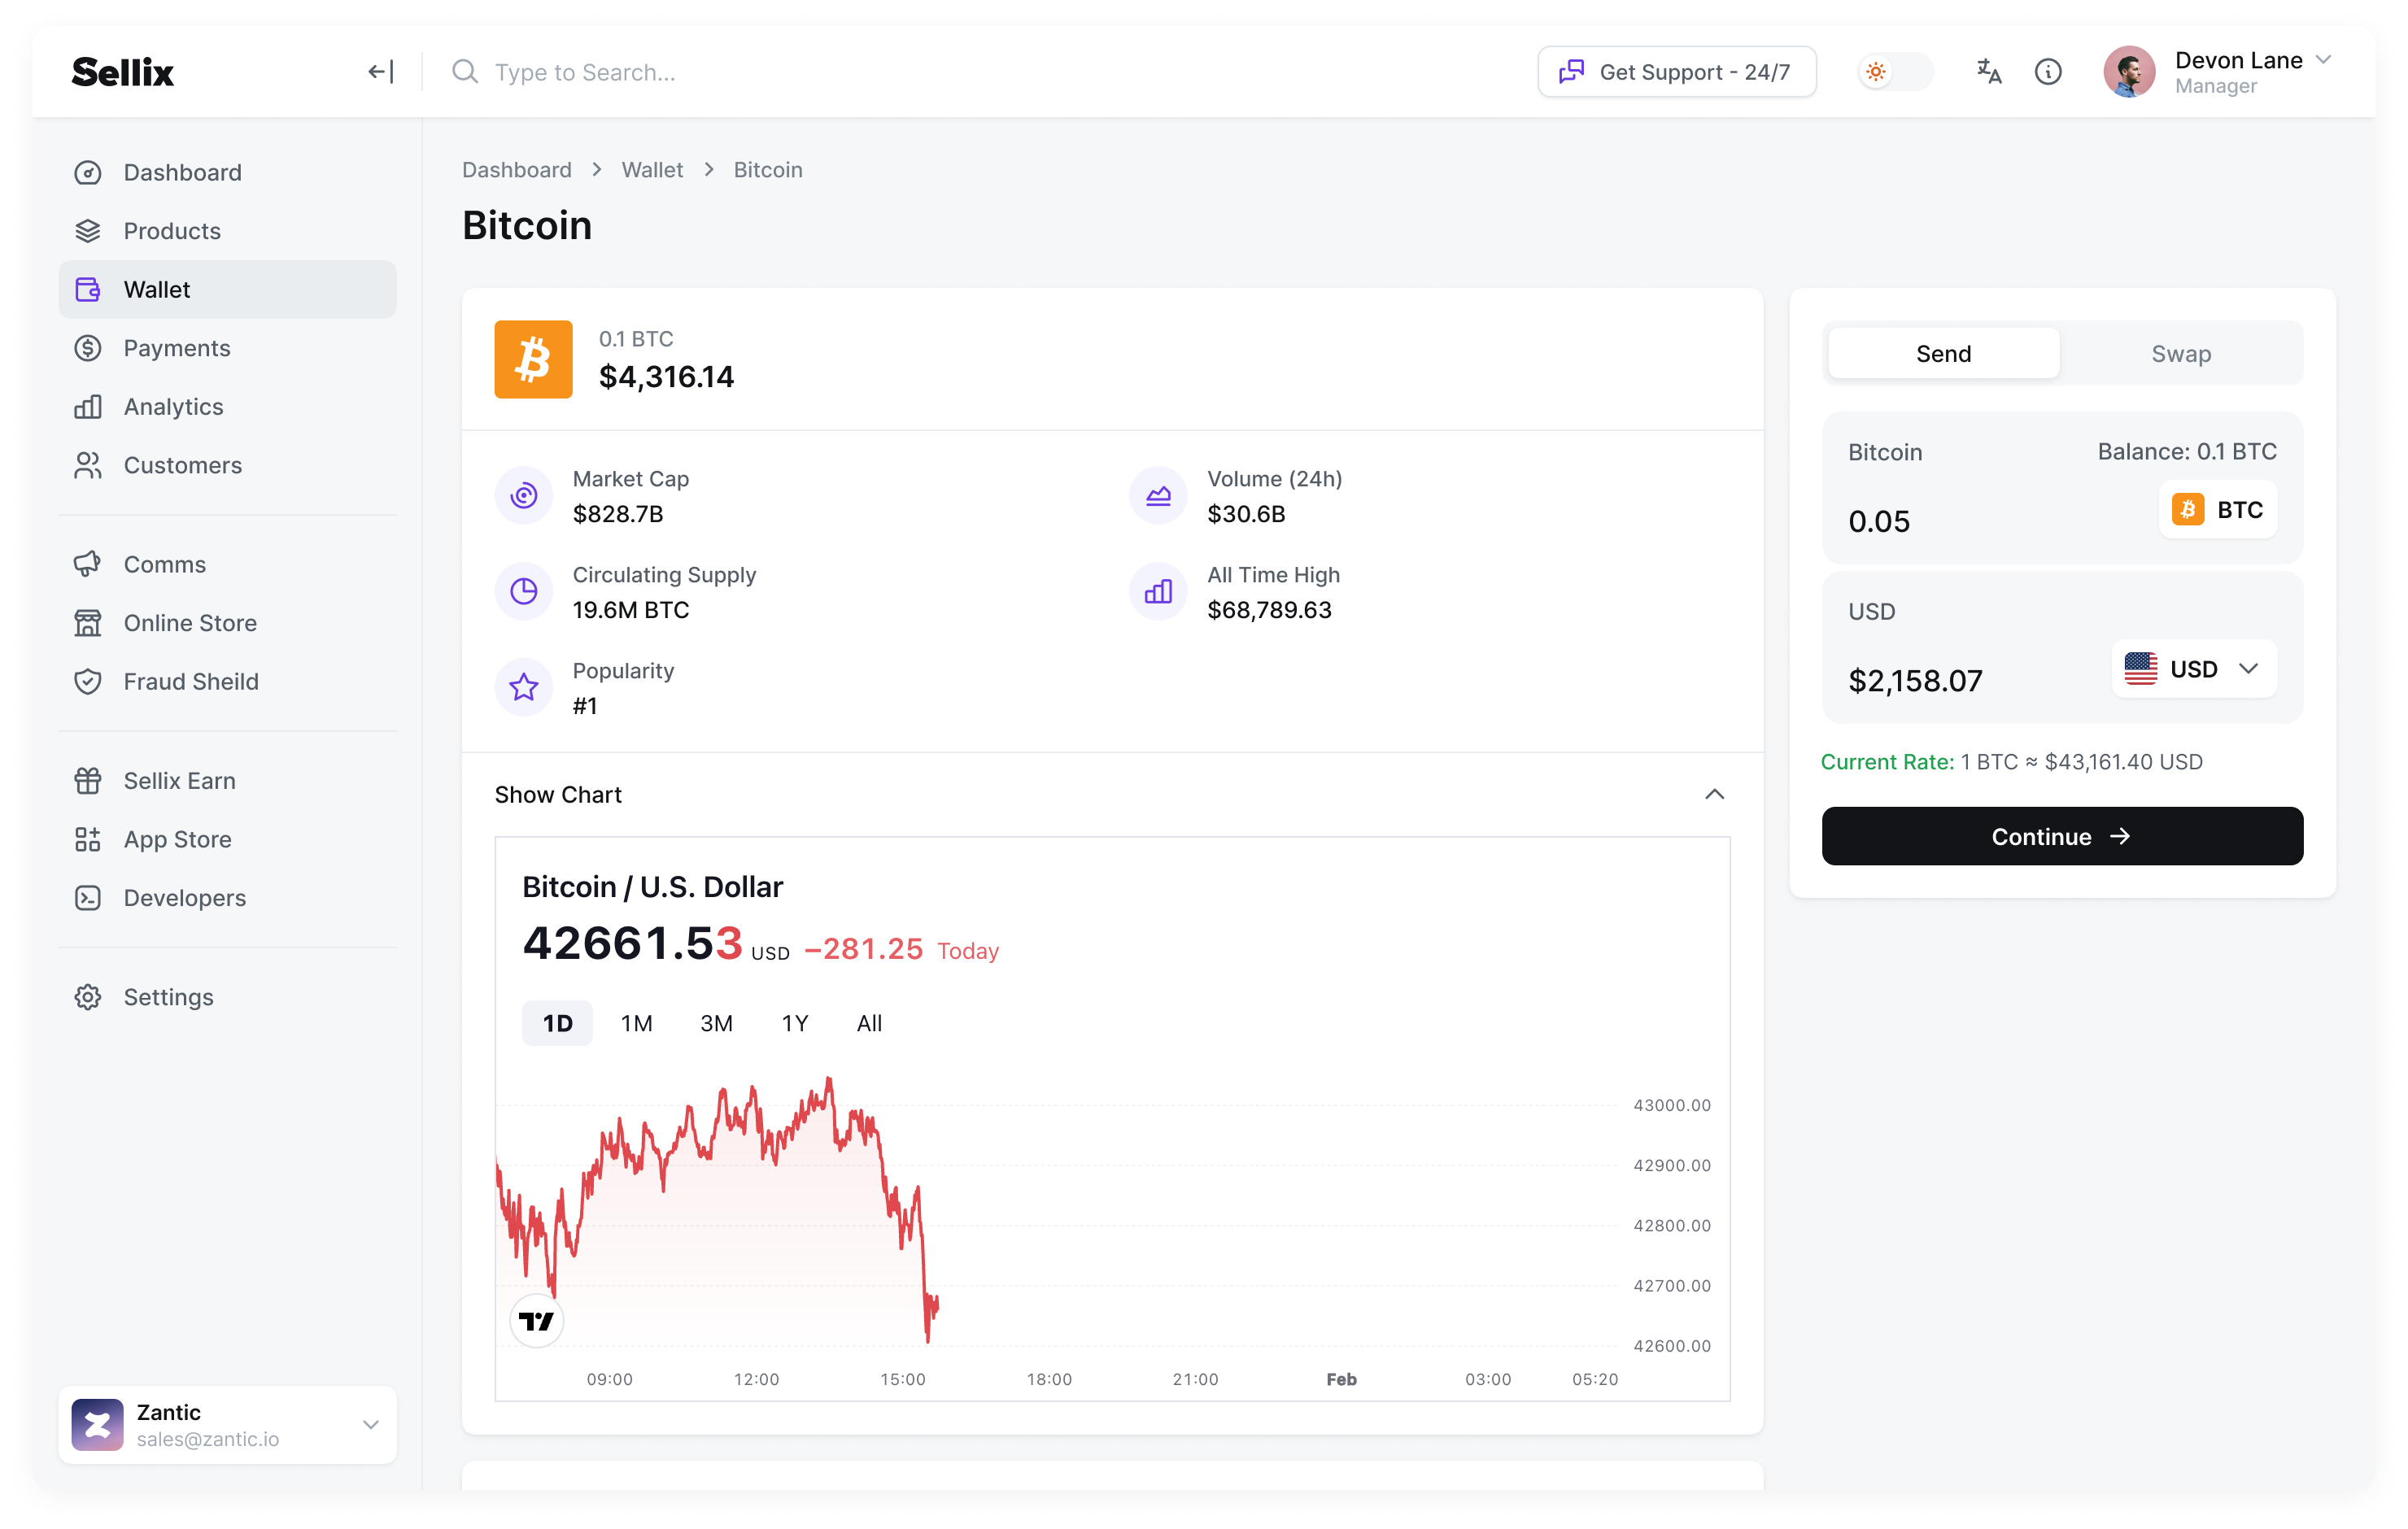 Sellix
Type to Search...
Get Support - 24/7
Devon Lane
Manager
Dashboard
Products
Wallet
Payments
Analytics
Customers
Comms
Online Store
Fraud Sheild
Sellix Earn
App Store
Developers
Settings
Zantic
sales@zantic.io
Dashboard > Wallet > Bitcoin
Bitcoin
0.1 BTC
$4,316.14
Market Cap
$828.7B
Volume (24h)
$30.6B
Circulating Supply
19.6M BTC
All Time High
$68,789.63
Popularity
#1
Show Chart
Bitcoin / U.S. Dollar
42661.53 USD −281.25 Today
1D 1M 3M 1Y All
43000.00
42900.00
42800.00
42700.00
42600.00
09:00 12:00 15:00 18:00 21:00 Feb 03:00 05:20
Send Swap
Bitcoin Balance: 0.1 BTC
0.05 BTC
USD
$2,158.07 USD
Current Rate: 1 BTC ≈ $43,161.40 USD
Continue →